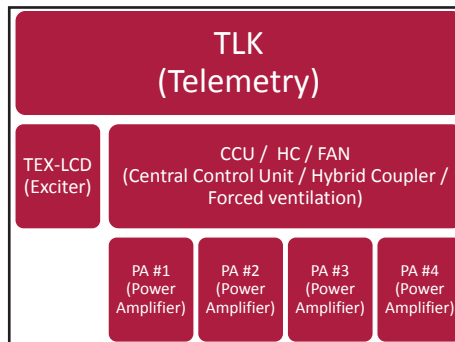 TLK
(Telemetry)
TEX-LCD
(Exciter)
CCU / HC / FAN
(Central Control Unit / Hybrid Coupler /
Forced ventilation)
PA #1
(Power
Amplifier)
PA #2
(Power
Amplifier)
PA #3
(Power
Amplifier)
PA #4
(Power
Amplifier)